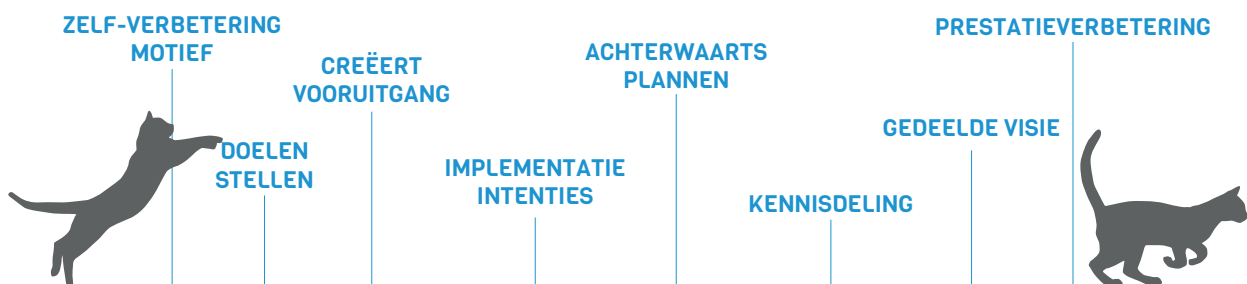 ZELF-VERBETERING
MOTIEF
DOELEN
STELLEN
CREËERT
VOORUITGANG
IMPLEMENTATIE
INTENTIES
ACHTERWAARTS
PLANNEN
KENNISDELING
GEDEELDE VISIE
PRESTATIEVERBETERING